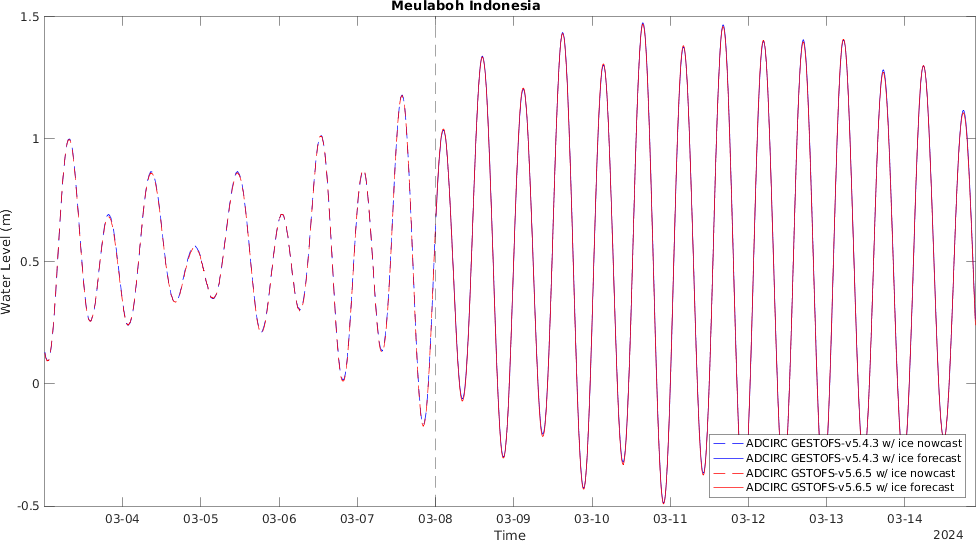 Meulaboh Indonesia
1.5
1
0.5
0
-0.5
Water Level (m)
03-04 03-05 03-06 03-07 03-08 03-09 03-10 03-11 03-12 03-13 03-14
Time
2024
ADCIRC GESTOFS-v5.4.3 w/ ice nowcast
ADCIRC GESTOFS-v5.4.3 w/ ice forecast
ADCIRC GSTOFS-v5.6.5 w/ ice nowcast
ADCIRC GSTOFS-v5.6.5 w/ ice forecast